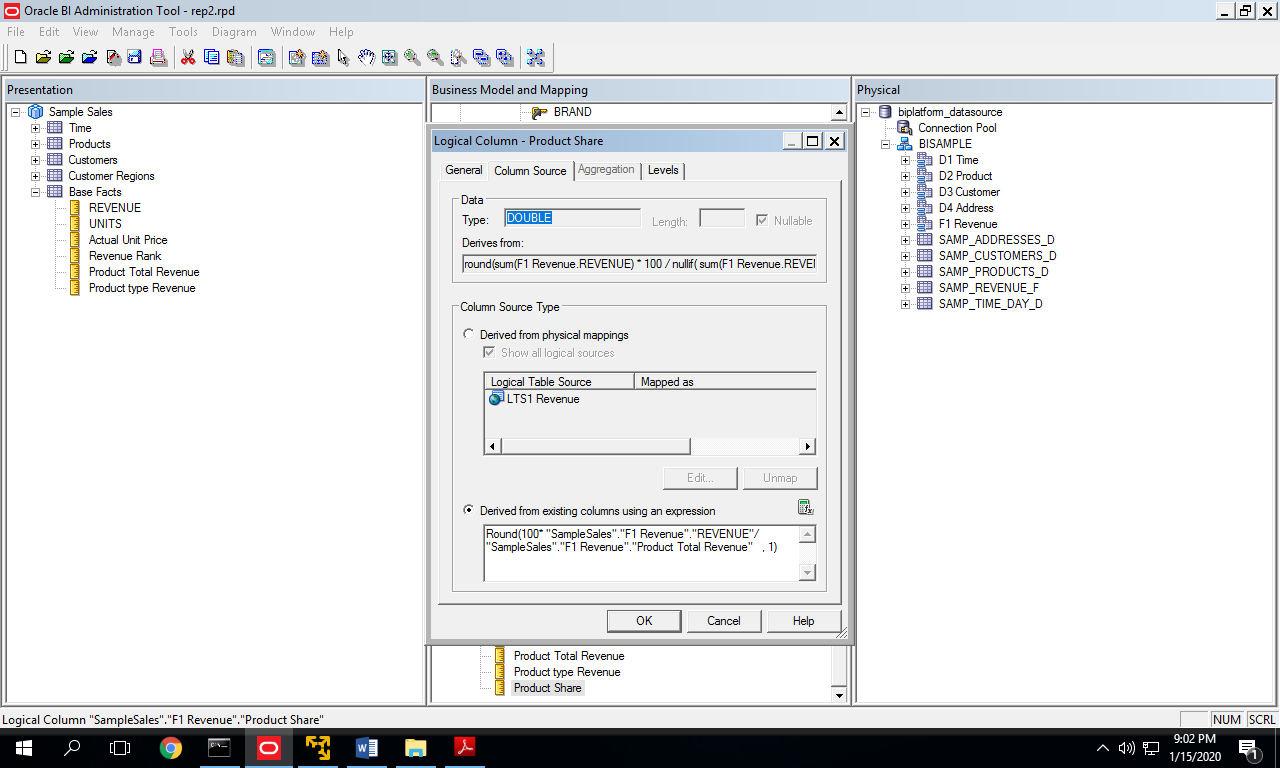 Oracle BI Administration Tool - rep2.rpd
File Edit View Manage Tools Diagram Window Help
Presentation
Sample Sales
Time
Products
Customers
Customer Regions
Base Facts
REVENUE
UNITS
Actual Unit Price
Revenue Rank
Product Total Revenue
Product type Revenue
Business Model and Mapping
BRAND
Logical Column - Product Share
General Column Source Aggregation Levels
Data
Type: DOUBLE Length: Nullable
Derives from:
round(sum(F1 Revenue.REVENUE) * 100 / nullif( sum(F1 Revenue.REVEI
Column Source Type
Derived from physical mappings
Show all logical sources
Logical Table Source Mapped as
LTS1 Revenue
Edit... Unmap
Derived from existing columns using an expression
Round(100* "SampleSales"."F1 Revenue"."REVENUE"/
"SampleSales"."F1 Revenue"."Product Total Revenue" , 1)
OK Cancel Help
Product Total Revenue
Product type Revenue
Product Share
Physical
biplatform_datasource
Connection Pool
BISAMPLE
D1 Time
D2 Product
D3 Customer
D4 Address
F1 Revenue
SAMP_ADDRESSES_D
SAMP_CUSTOMERS_D
SAMP_PRODUCTS_D
SAMP_REVENUE_F
SAMP_TIME_DAY_D
Logical Column "SampleSales"."F1 Revenue"."Product Share"
NUM SCRL
9:02 PM
1/15/2020
1